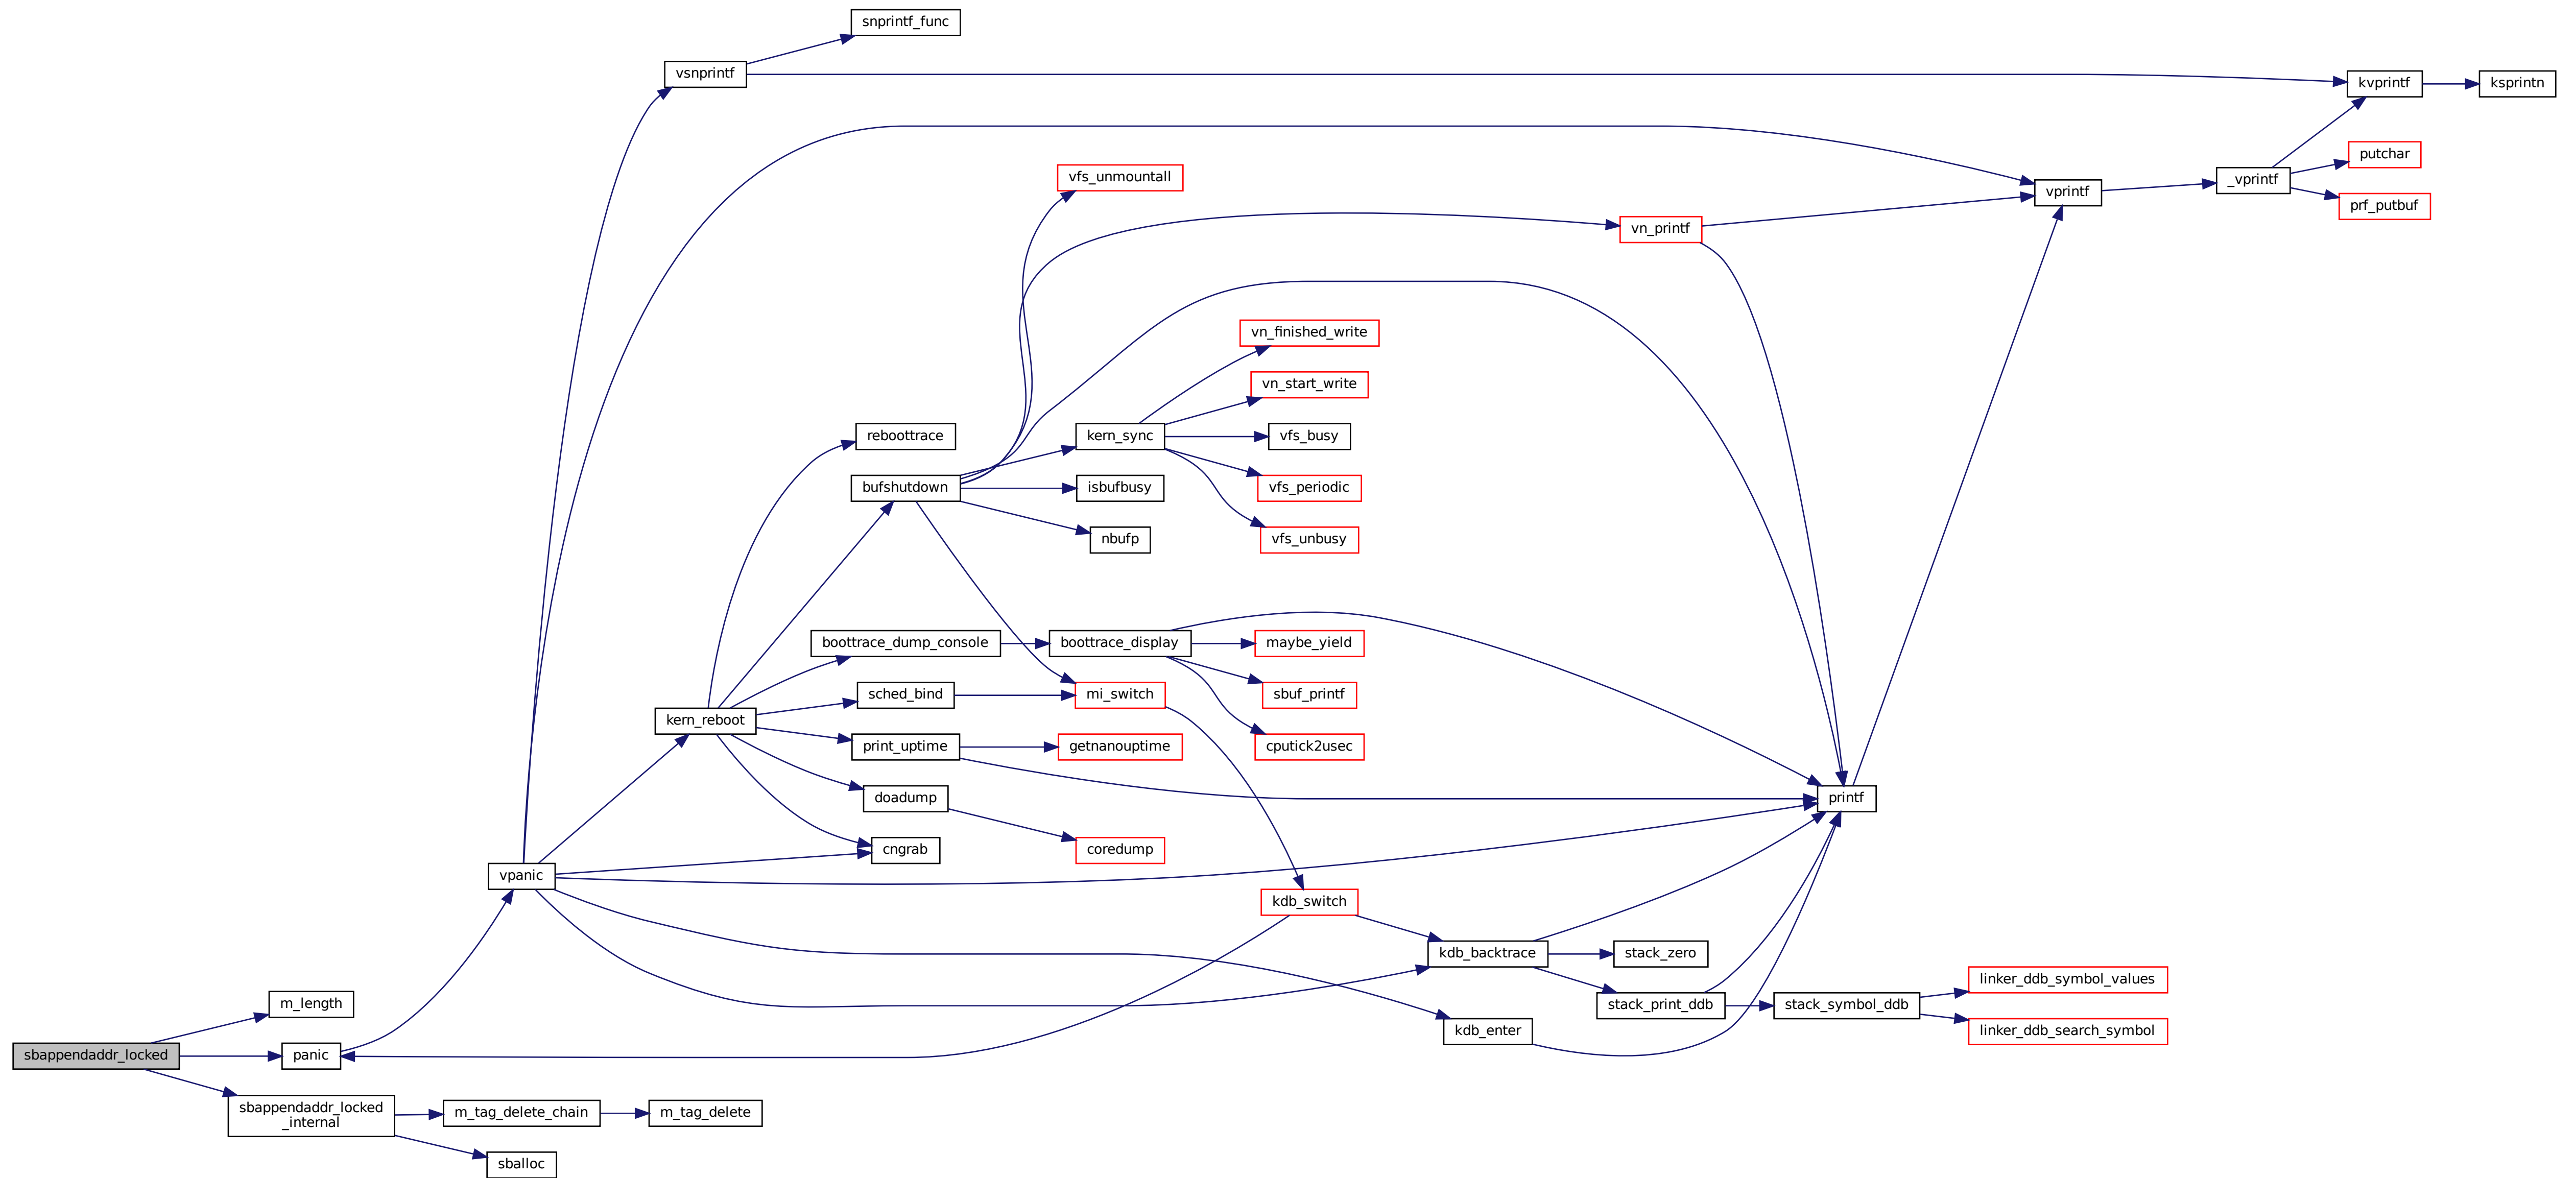 snprintf_func
vsnprintf
kvprintf
ksprintn
putchar
vfs_unmountall
_vprintf
vprintf
prf_putbuf
vn_printf
vn_finished_write
vn_start_write
reboottrace
kern_sync
vfs_busy
bufshutdown
isbufbusy
vfs_periodic
nbufp
vfs_unbusy
boottrace_dump_console
boottrace_display
maybe_yield
sched_bind
mi_switch
sbuf_printf
kern_reboot
print_uptime
getnanouptime
cputick2usec
doadump
printf
cngrab
coredump
vpanic
kdb_switch
kdb_backtrace
stack_zero
linker_ddb_symbol_values
m_length
stack_print_ddb
stack_symbol_ddb
kdb_enter
linker_ddb_search_symbol
sbappendaddr_locked
panic
sbappendaddr_locked
_internal
m_tag_delete_chain
m_tag_delete
sballoc